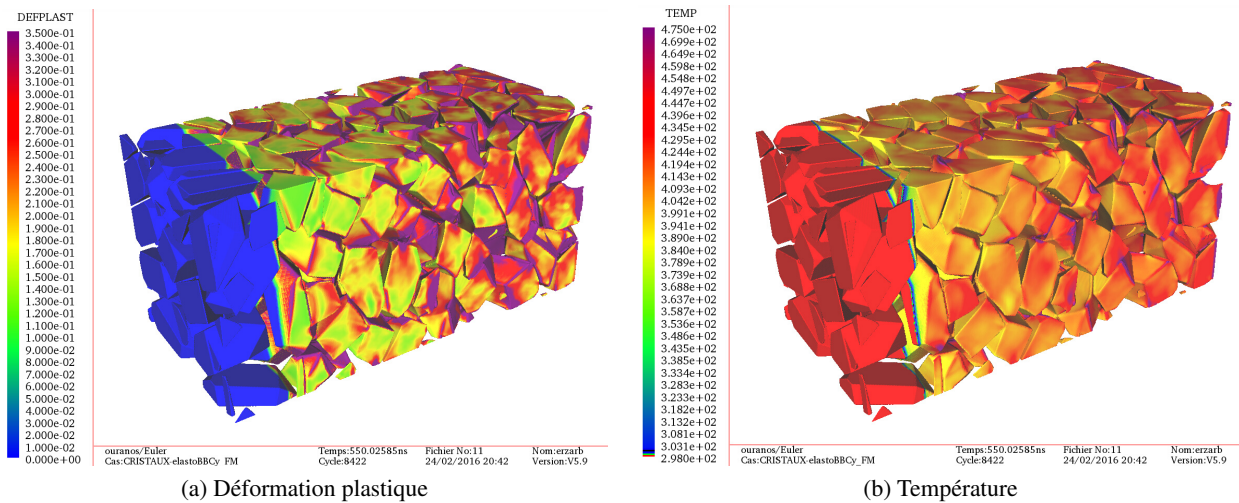 DEFPLAST
3.500e-01
3.400e-01
3.300e-01
3.200e-01
3.100e-01
3.000e-01
2.900e-01
2.800e-01
2.700e-01
2.600e-01
2.500e-01
2.400e-01
2.300e-01
2.200e-01
2.100e-01
2.000e-01
1.900e-01
1.800e-01
1.700e-01
1.600e-01
1.500e-01
1.400e-01
1.300e-01
1.200e-01
1.100e-01
1.000e-01
9.000e-02
8.000e-02
7.000e-02
6.000e-02
5.000e-02
4.000e-02
3.000e-02
2.000e-02
1.000e-02
0.000e+00
ouranos/Euler
Cas:CRISTAUX-elastoBBCy_FM
Temps:550.02585ns
Cycle:8422
Fichier No:11
24/02/2016 20:42
Nom:erzarb
Version:V5.9
(a) Déformation plastique
TEMP
4.750e+02
4.699e+02
4.649e+02
4.598e+02
4.548e+02
4.497e+02
4.447e+02
4.396e+02
4.345e+02
4.295e+02
4.244e+02
4.194e+02
4.143e+02
4.093e+02
4.042e+02
3.991e+02
3.941e+02
3.890e+02
3.840e+02
3.789e+02
3.739e+02
3.688e+02
3.637e+02
3.587e+02
3.536e+02
3.486e+02
3.435e+02
3.385e+02
3.334e+02
3.283e+02
3.233e+02
3.182e+02
3.132e+02
3.081e+02
3.031e+02
2.980e+02
ouranos/Euler
Cas:CRISTAUX-elastoBBCy_FM
Temps:550.02585ns
Cycle:8422
Fichier No:11
24/02/2016 20:42
Nom:erzarb
Version:V5.9
(b) Température